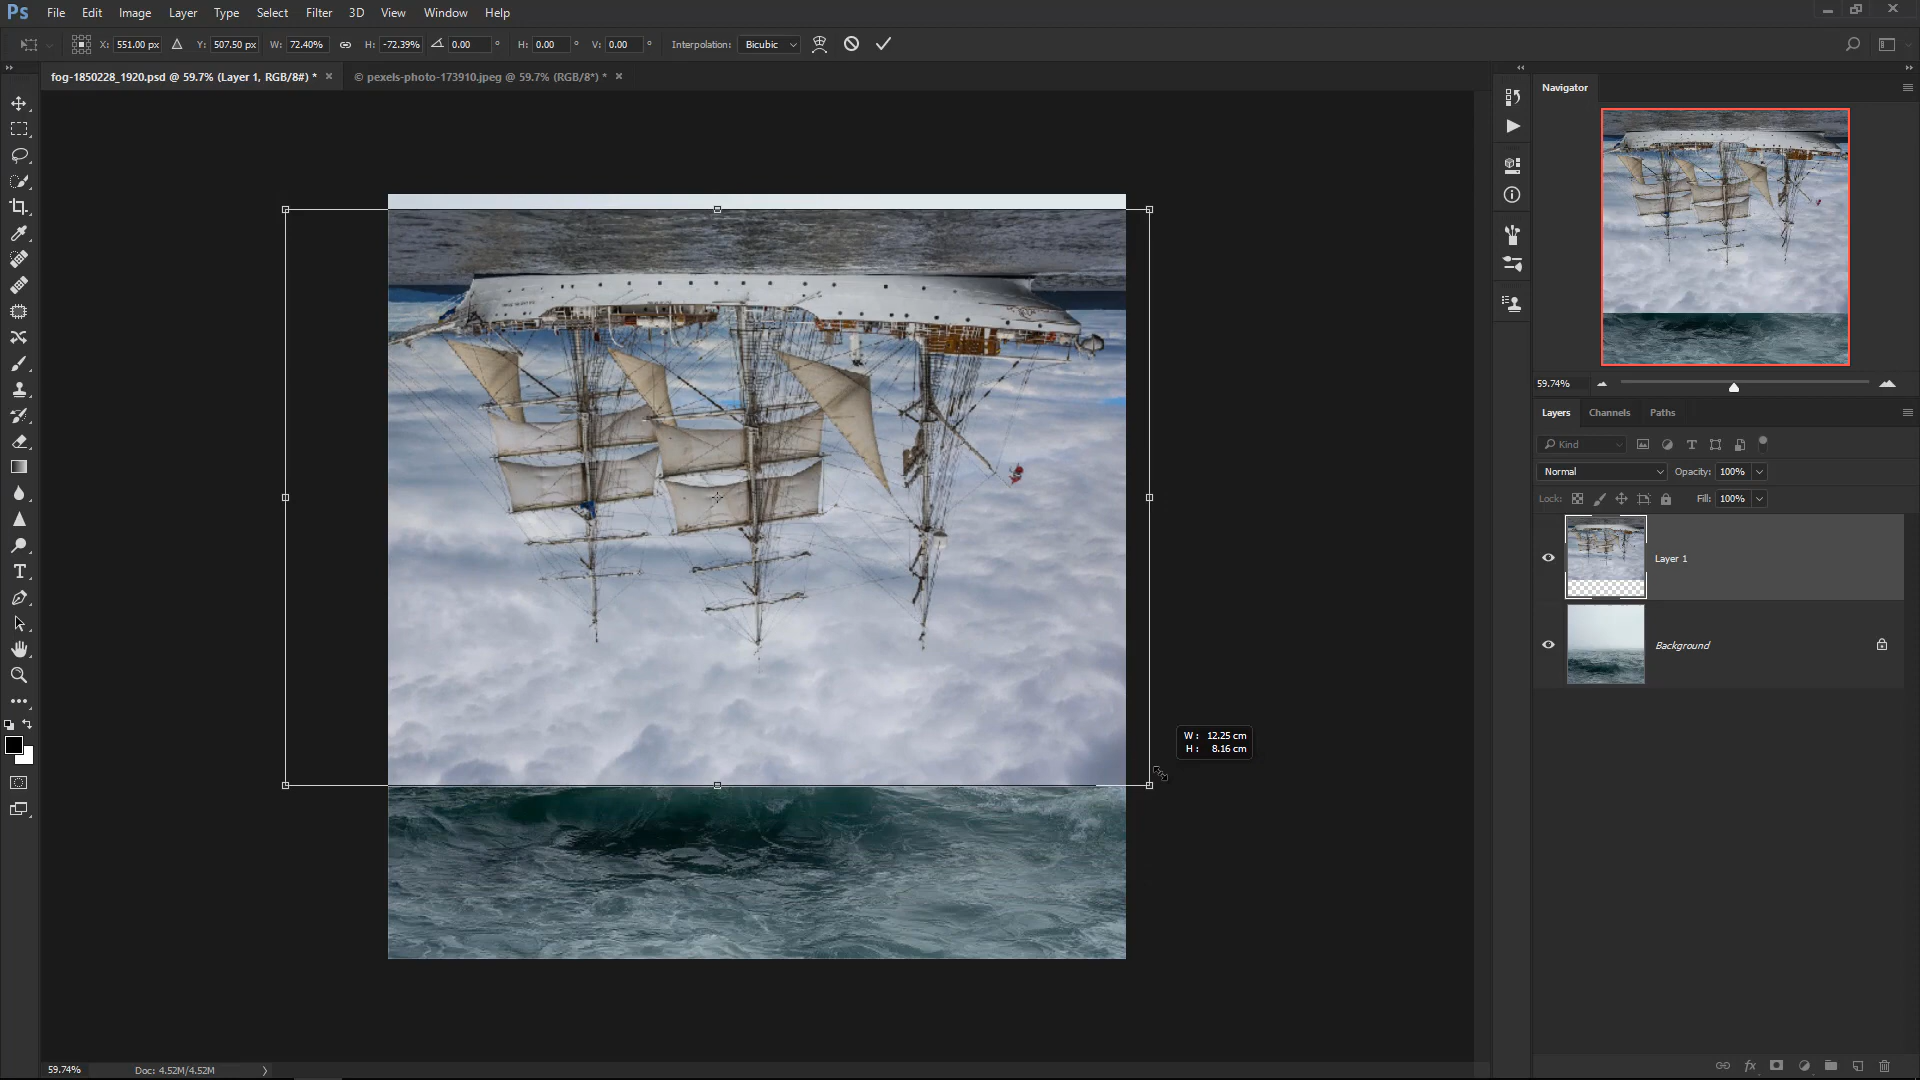 Ps File Edit Image Layer Type Select Filter 3D View Window Help
X: 551.00 px Y: 507.50 px W: 72.40% H: -72.39% 0.00 ° H: 0.00 ° V: 0.00 ° Interpolation: Bicubic
fog-1850228_1920.psd @ 59.7% (Layer 1, RGB/8#) * × © pexels-photo-173910.jpeg @ 59.7% (RGB/8*) * ×
Navigator
59.74%
Layers Channels Paths
Kind
Normal Opacity: 100%
Lock: Fill: 100%
Layer 1
Background
W : 12.25 cm
H : 8.16 cm
59.74% Doc: 4.52M/4.52M
fx